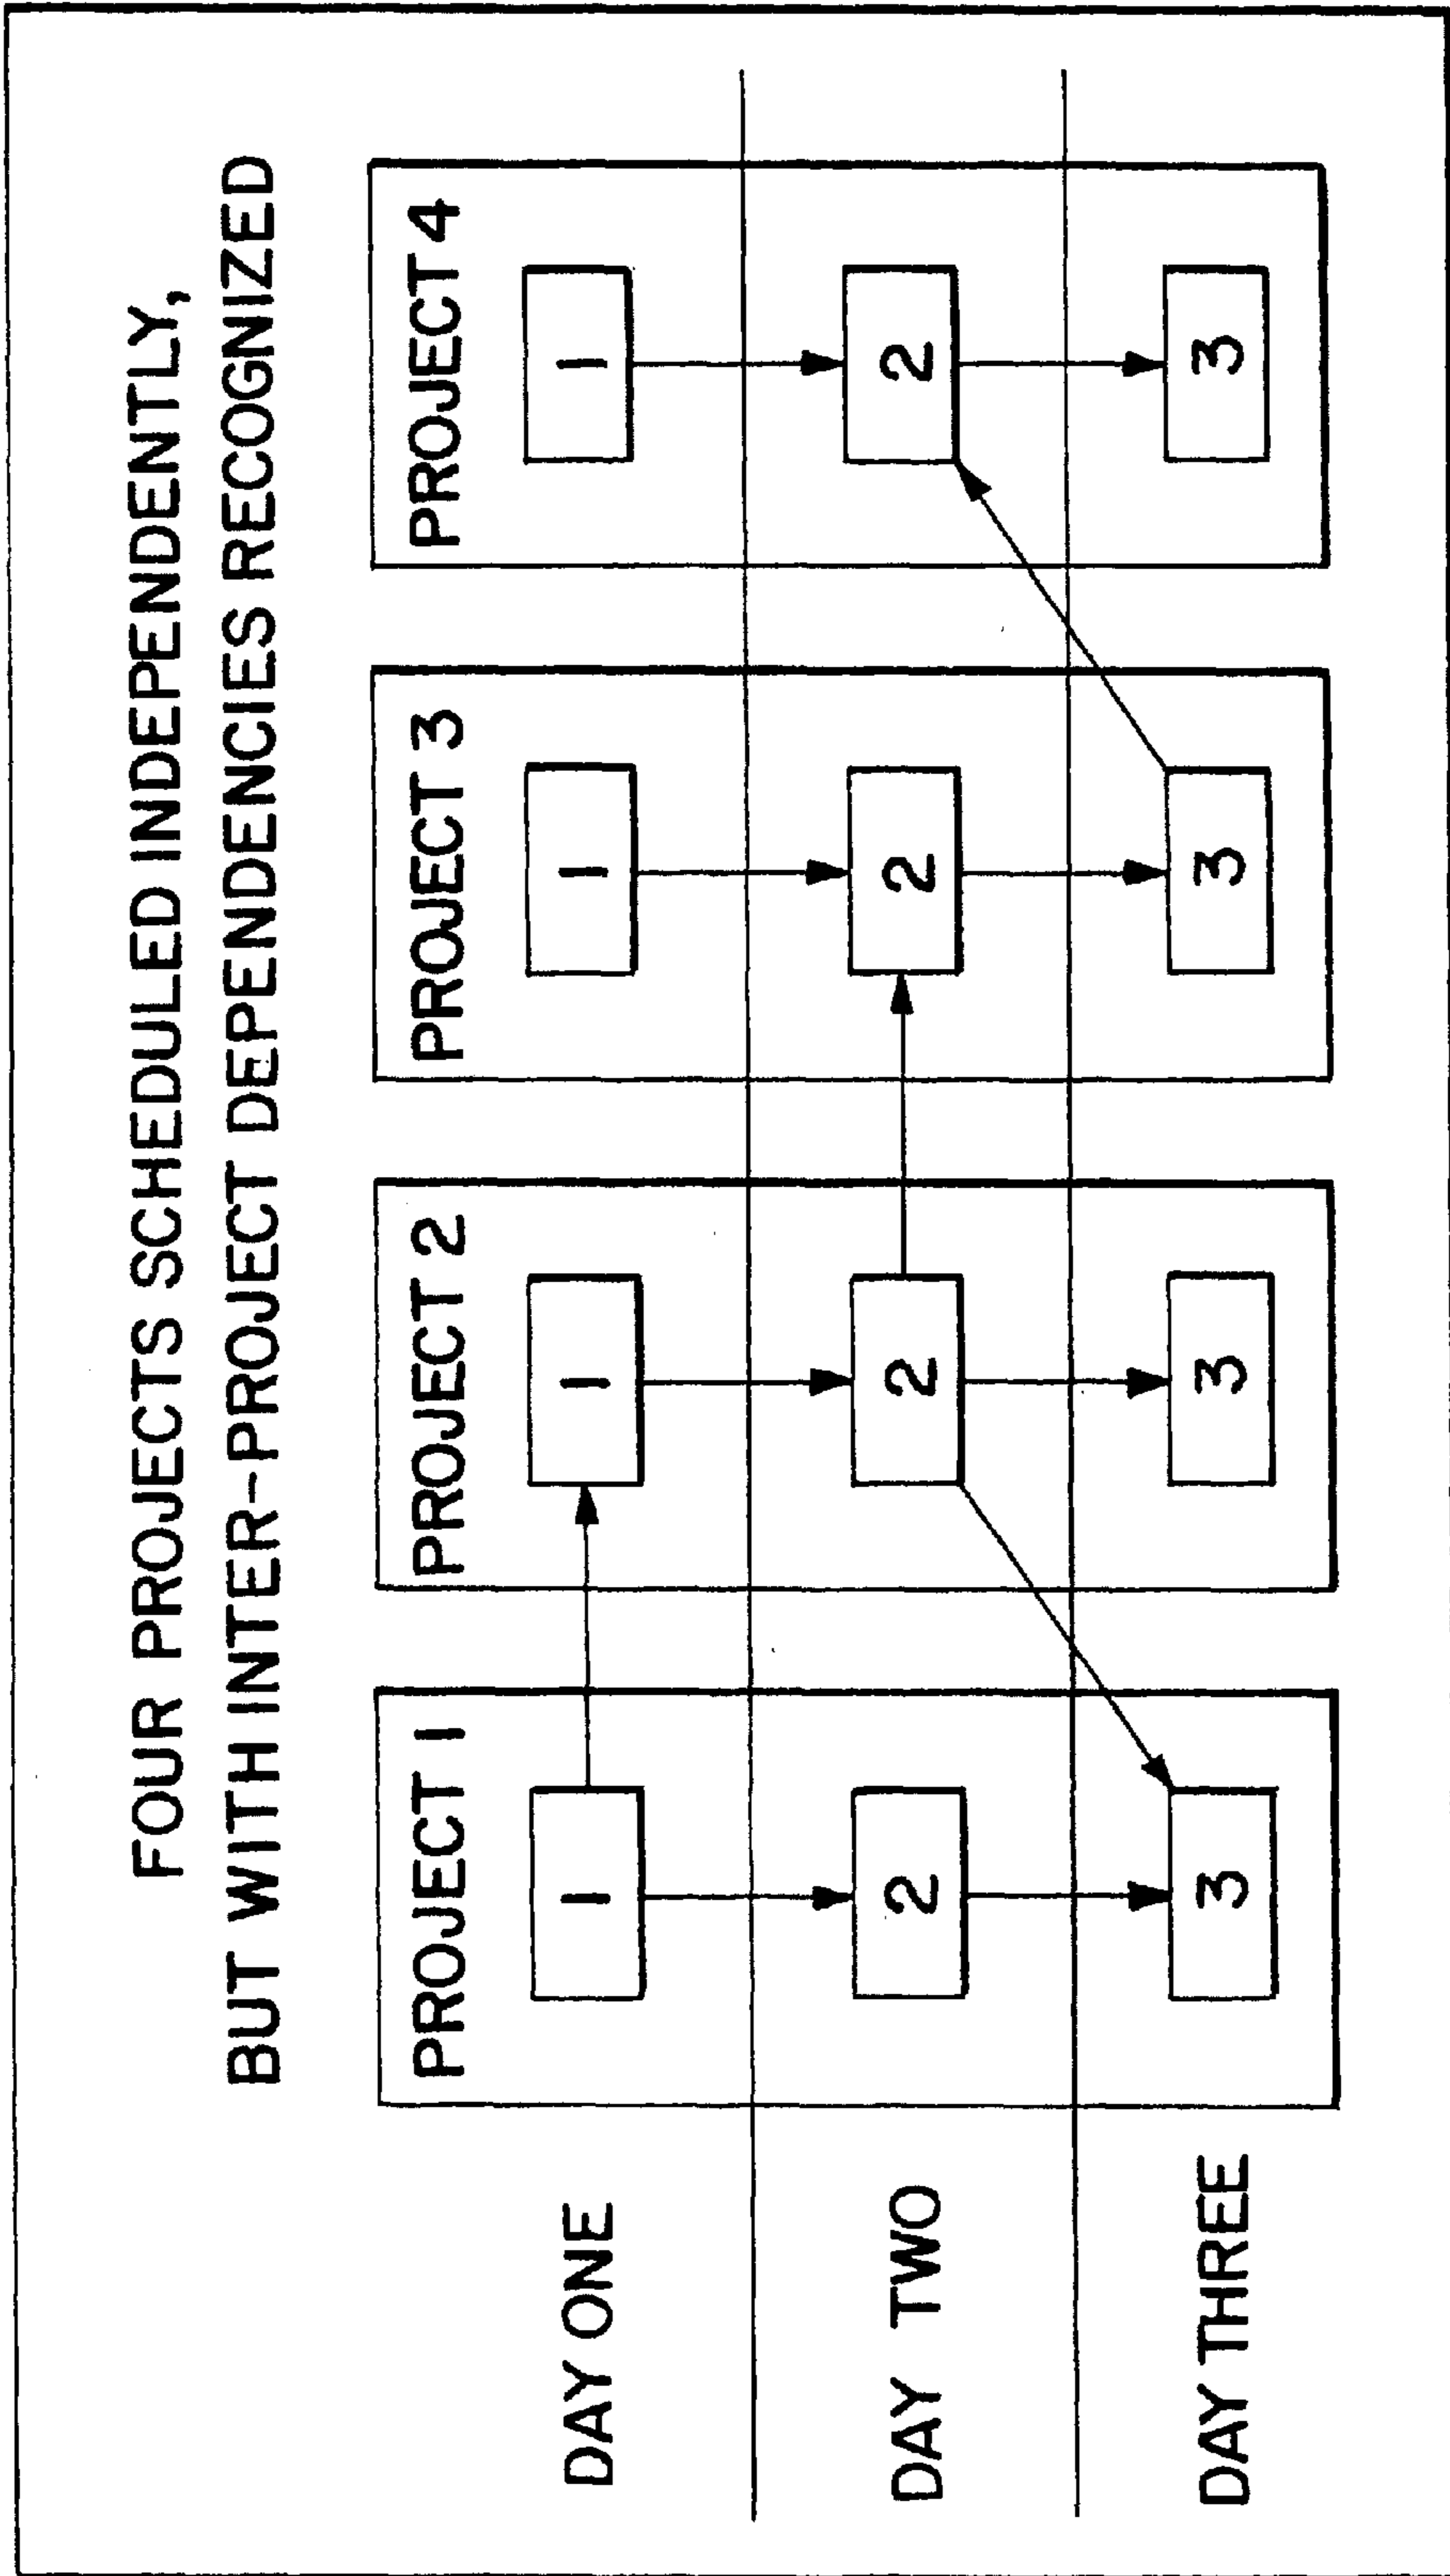 FOUR PROJECTS SCHEDULED INDEPENDENTLY,
BUT WITH INTER-PROJECT DEPENDENCIES RECOGNIZED
PROJECT 1 PROJECT 2 PROJECT 3 PROJECT 4
DAY ONE 1 1 1 1
DAY TWO 2 2 2 2
DAY THREE 3 3 3 3